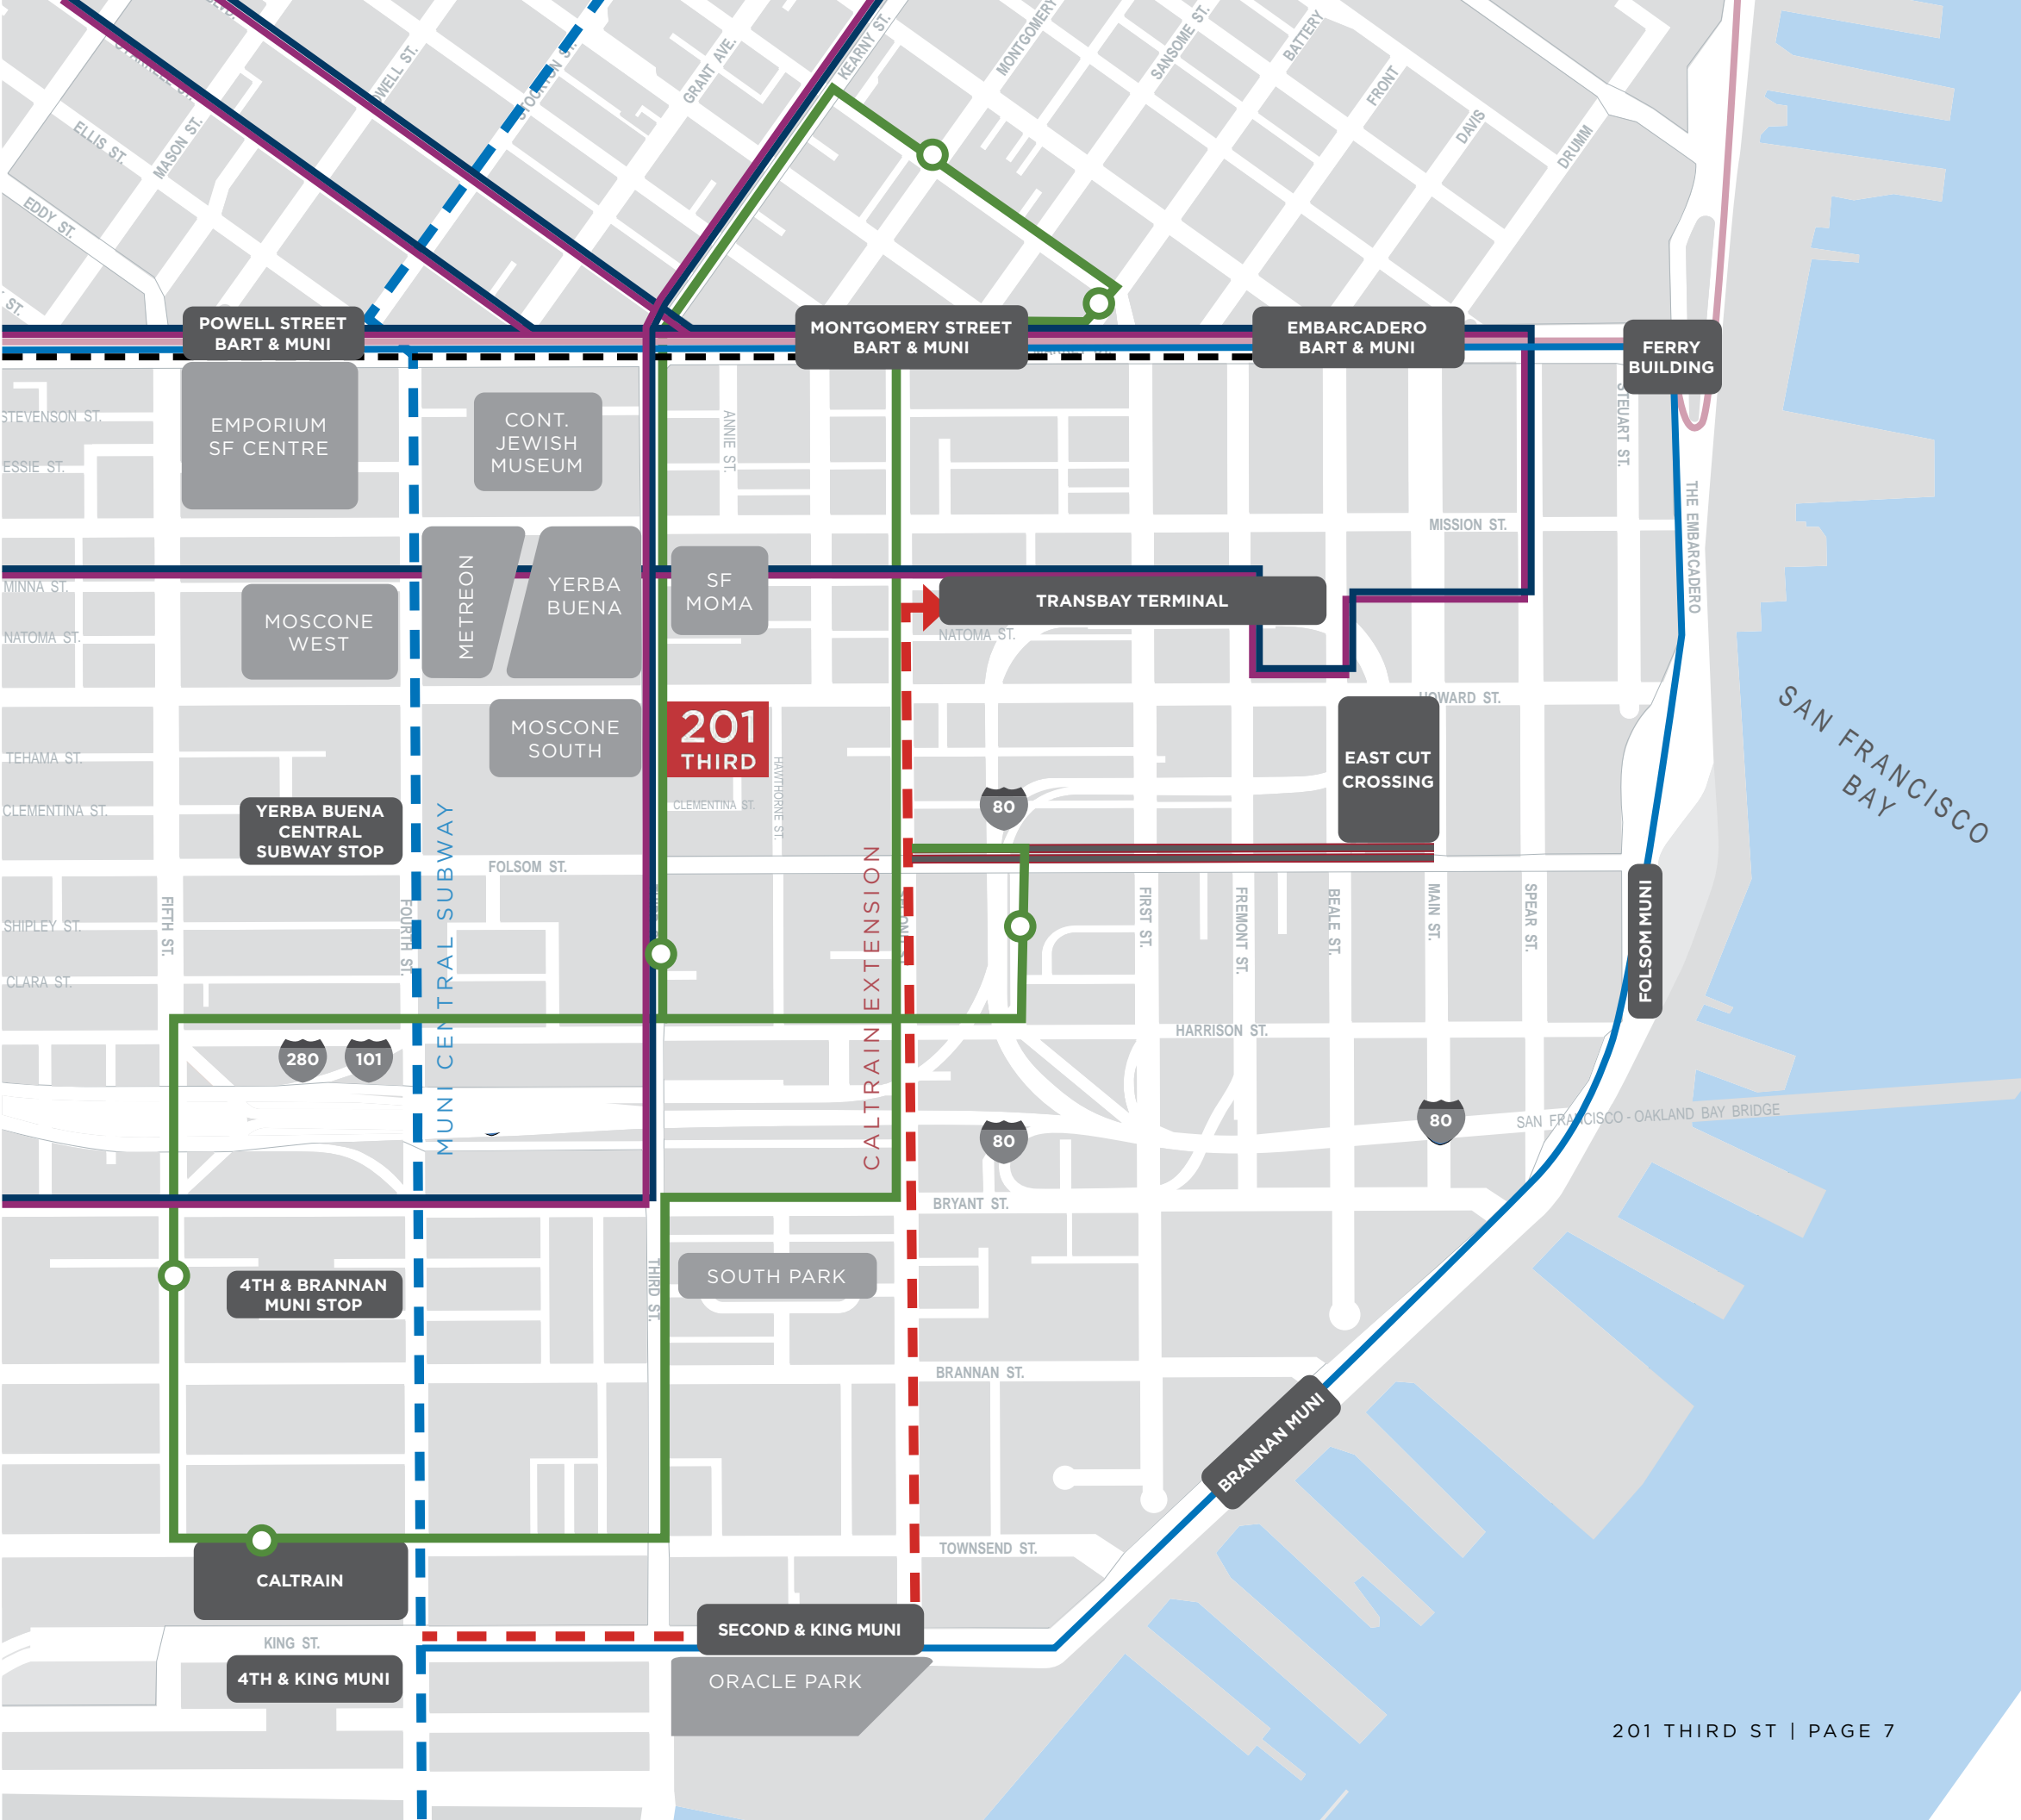 KEARNY ST.
MONTGOMERY
SANSOME ST.
BATTERY
FRONT
DAVIS
DRUMM
GRANT AVE.
ELLIS ST.
MASON ST.
EDDY ST.
ST.
POWELL STREET
BART & MUNI
MONTGOMERY STREET
BART & MUNI
EMBARCADERO
BART & MUNI
FERRY
BUILDING
STEVENSON ST.
EMPORIUM
SF CENTRE
CONT.
JEWISH
MUSEUM
ANNIE ST.
STEUART ST.
ESSIE ST.
THE EMBARCADERO
MISSION ST.
MINNA ST.
MOSCONE
WEST
METREON
YERBA
BUENA
SF
MOMA
TRANSBAY TERMINAL
NATOMA ST.
NATOMA ST.
HOWARD ST.
MOSCONE
SOUTH
201
THIRD
HAWTHORNE ST.
EAST CUT
CROSSING
SAN FRANCISCO
BAY
TEHAMA ST.
CLEMENTINA ST.
CLEMENTINA ST.
YERBA BUENA
CENTRAL
SUBWAY STOP
80
MUNI CENTRAL SUBWAY
CALTRAIN EXTENSION
FOLSOM ST.
FIFTH ST.
FOURTH ST.
FIRST ST.
FREMONT ST.
BEALE ST.
MAIN ST.
SPEAR ST.
FOLSOM MUNI
SHIPLEY ST.
CLARA ST.
HARRISON ST.
280
101
80
80
SAN FRANCISCO - OAKLAND BAY BRIDGE
BRYANT ST.
THIRD ST.
SOUTH PARK
4TH & BRANNAN
MUNI STOP
BRANNAN ST.
BRANNAN MUNI
TOWNSEND ST.
CALTRAIN
SECOND & KING MUNI
KING ST.
4TH & KING MUNI
ORACLE PARK
201 THIRD ST | PAGE 7